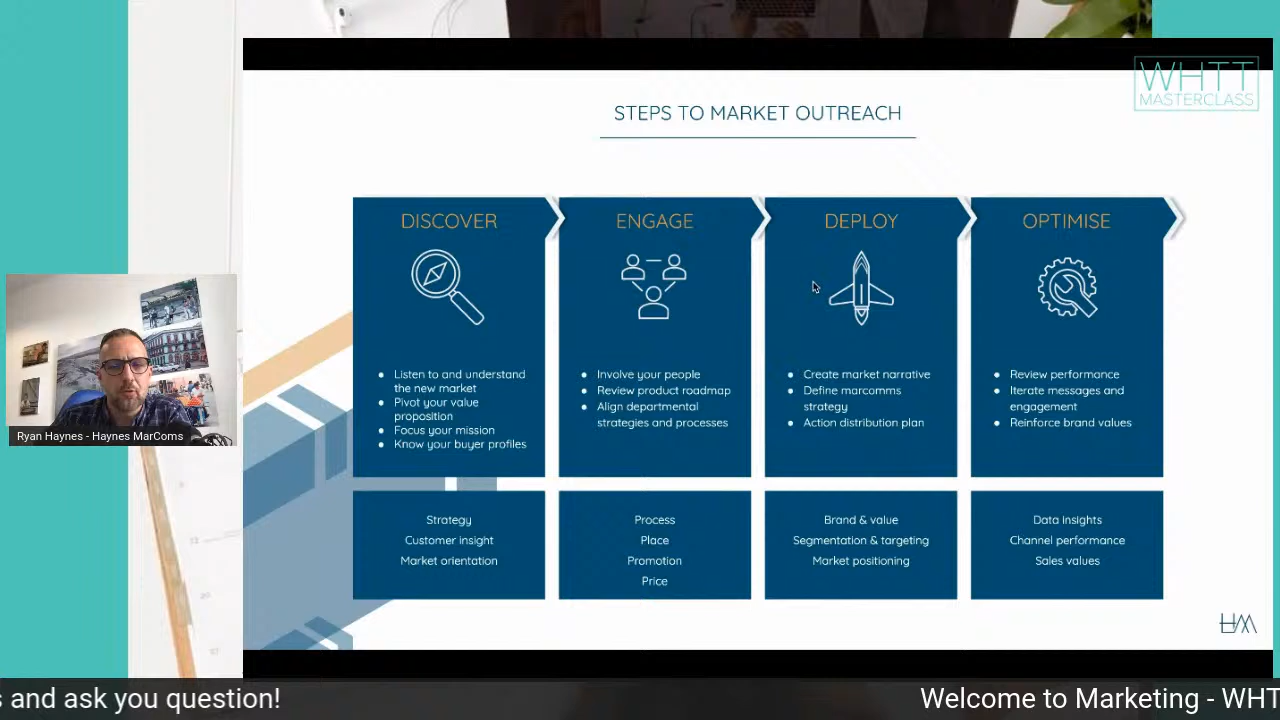 WHTT
MASTERCLASS
STEPS TO MARKET OUTREACH
DISCOVER
Listen to and understand
the new market
Pivot your value
proposition
Focus your mission
Know your buyer profiles
ENGAGE
Involve your people
Review product roadmap
Align departmental
strategies and processes
DEPLOY
Create market narrative
Define marcomms
strategy
Action distribution plan
OPTIMISE
Review performance
Iterate messages and
engagement
Reinforce brand values
Strategy
Customer insight
Market orientation
Process
Place
Promotion
Price
Brand & value
Segmentation & targeting
Market positioning
Data insights
Channel performance
Sales values
Ryan Haynes - Haynes MarComs
HM
s and ask you question!
Welcome to Marketing - WHT